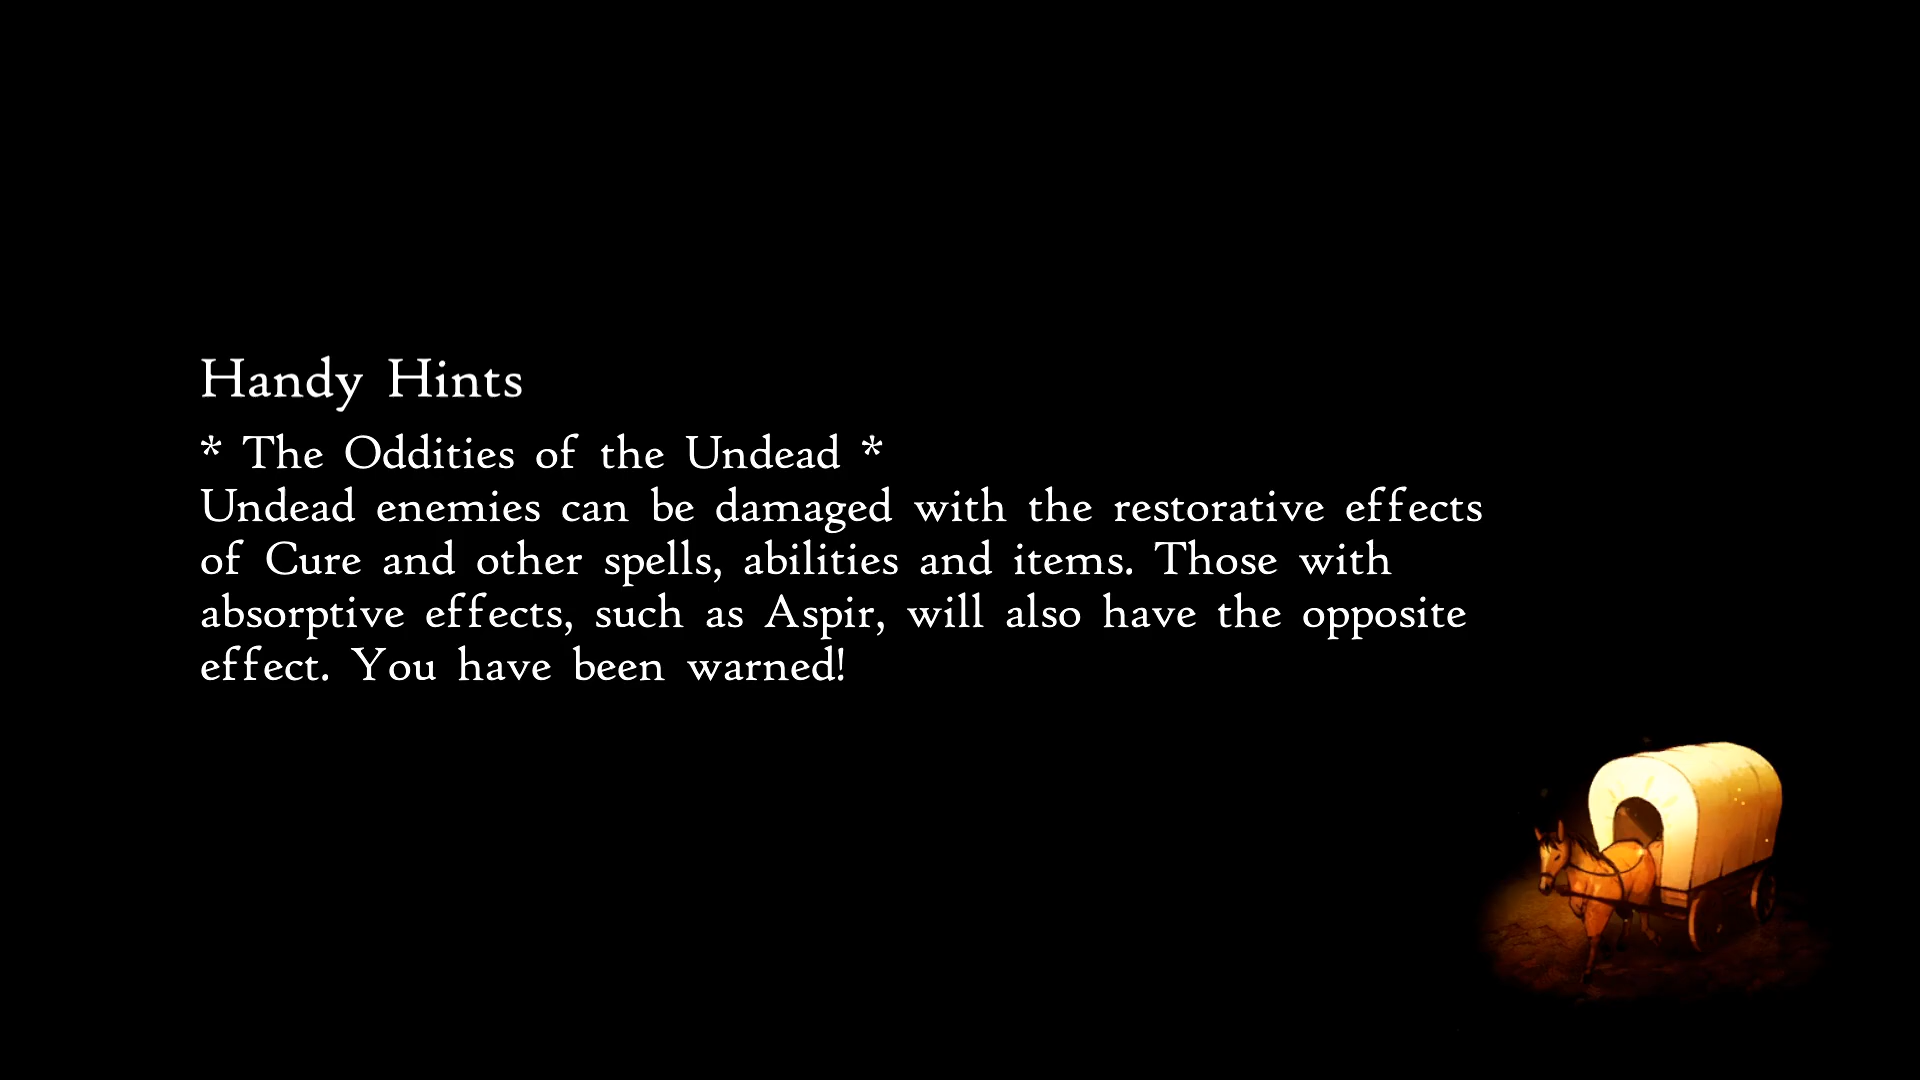 Handy Hints
* The Oddities of the Undead *
Undead enemies can be damaged with the restorative effects
of Cure and other spells, abilities and items. Those with
absorptive effects, such as Aspir, will also have the opposite
effect. You have been warned!